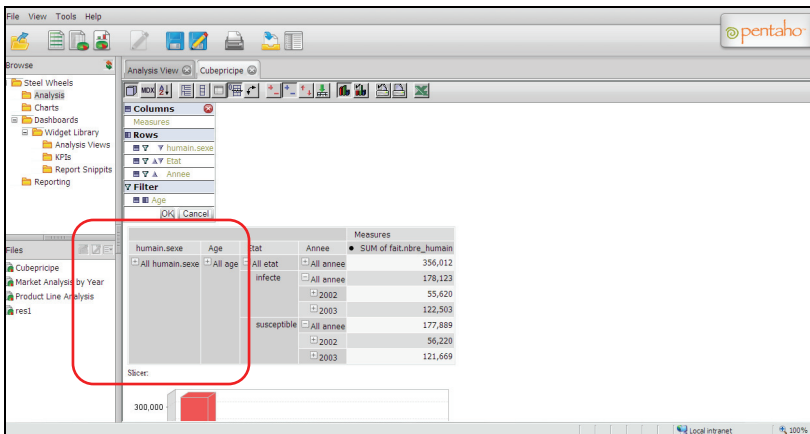 File View Tools Help
pentaho
Browse
Steel Wheels
Analysis
Charts
Dashboards
Widget Library
Analysis Views
KPIs
Report Snippits
Reporting
Files
Cubepricipe
Market Analysis by Year
Product Line Analysis
res1
Analysis View Cubepricipe
MDX
Columns
Measures
Rows
humain.sexe
Etat
Annee
Filter
Age
OK Cancel
Measures
humain.sexe Age Etat Annee SUM of fait.nbre_humain
All humain.sexe All age All etat All annee 356,012
infecte All annee 178,123
2002 55,620
2003 122,503
susceptible All annee 177,889
2002 56,220
2003 121,669
Slicer:
300,000
Local intranet 100%